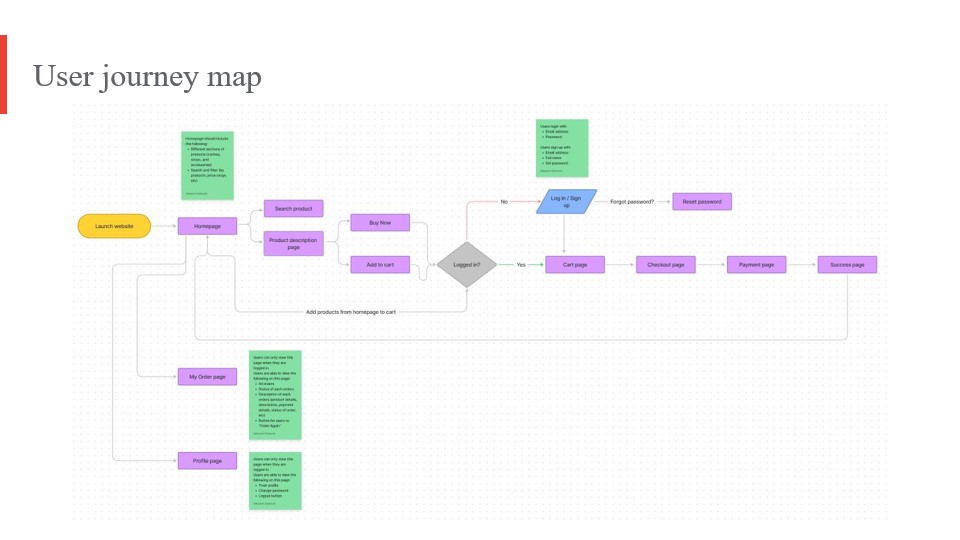 User journey map
Homepage should include
the following:
Different sections of
products (clothes,
shoes, and
accessories)
Search and filter (by
products, price range,
etc)
Users login with:
Email address
Password
Users sign up with:
Email address
Full name
Set password
Launch website
Homepage
Search product
Product description
page
Buy Now
Add to cart
Logged in?
No
Yes
Log in / Sign
up
Forgot password?
Reset password
Cart page
Checkout page
Payment page
Success page
Add products from homepage to cart
My Order page
Users can only view this
page when they are
logged in
Users are able to view the
following on this page:
All orders
Status of each orders
Description of each
orders (product details,
description, payment
details, status of order,
etc)
Button for users to
"Order Again"
Profile page
Users can only view this
page when they are
logged in
Users are able to view the
following on this page:
Their profile
Change password
Logout button